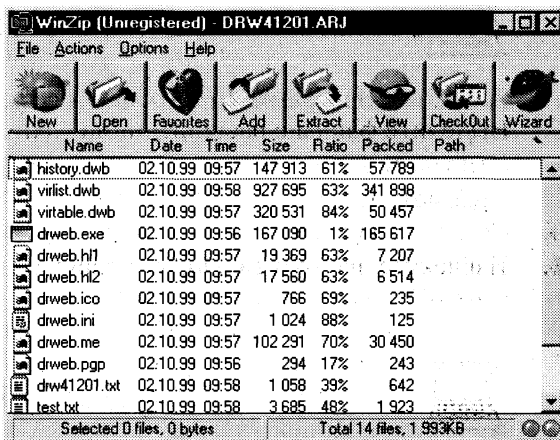 WinZip (Unregistered) - DRW41201.ARJ
File Actions Options Help
New Open Favorites Add Extract View CheckOut Wizard
Name Date Time Size Ratio Packed Path
history.dwb 02.10.99 09:57 147 913 61% 57 789
virlist.dwb 02.10.99 09:58 927 695 63% 341 898
virtable.dwb 02.10.99 09:57 320 531 84% 50 457
drweb.exe 02.10.99 09:56 167 090 1% 165 617
drweb.hl1 02.10.99 09:57 19 369 63% 7 207
drweb.hl2 02.10.99 09:57 17 560 63% 6 514
drweb.ico 02.10.99 09:57 766 69% 235
drweb.ini 02.10.99 09:57 1 024 88% 125
drweb.me 02.10.99 09:57 102 291 70% 30 450
drweb.pgp 02.10.99 09:56 294 17% 243
drw41201.txt 02.10.99 09:58 1 058 39% 642
test.txt 02.10.99 09:58 3 685 48% 1 923
Selected 0 files, 0 bytes Total 14 files, 1 993KB